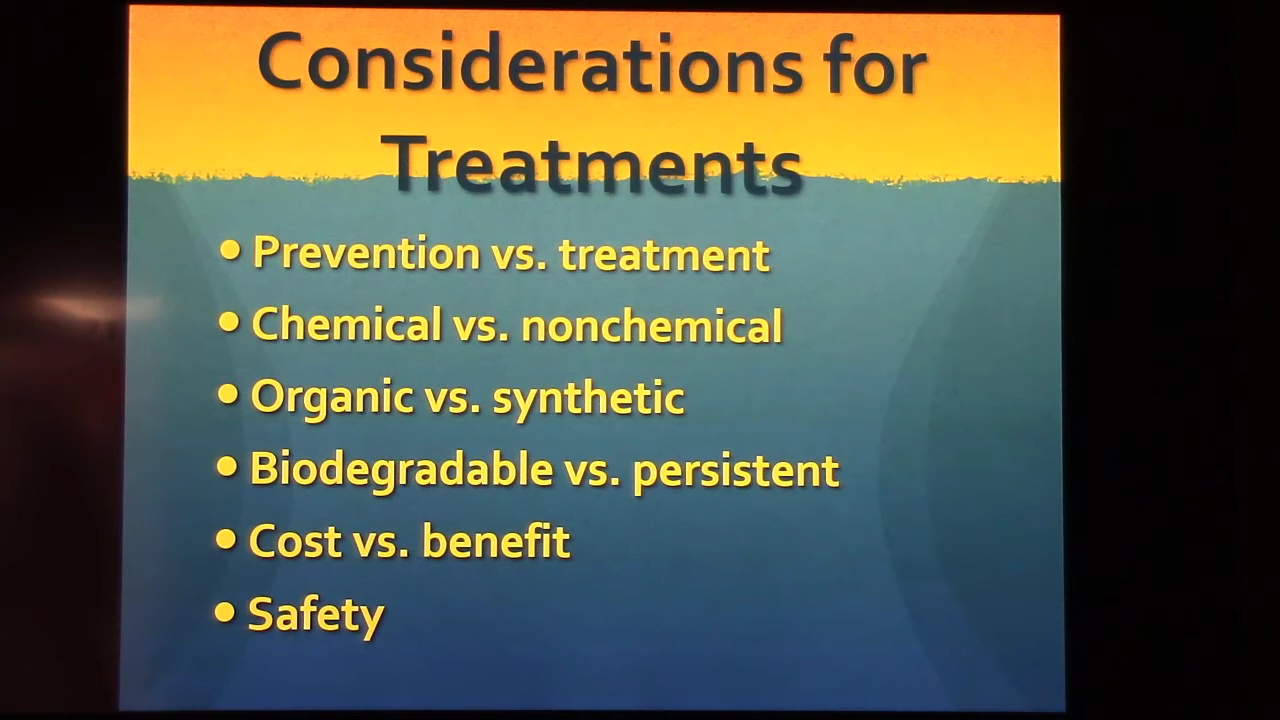 Considerations for
Treatments
• Prevention vs. treatment
• Chemical vs. nonchemical
• Organic vs. synthetic
• Biodegradable vs. persistent
• Cost vs. benefit
• Safety